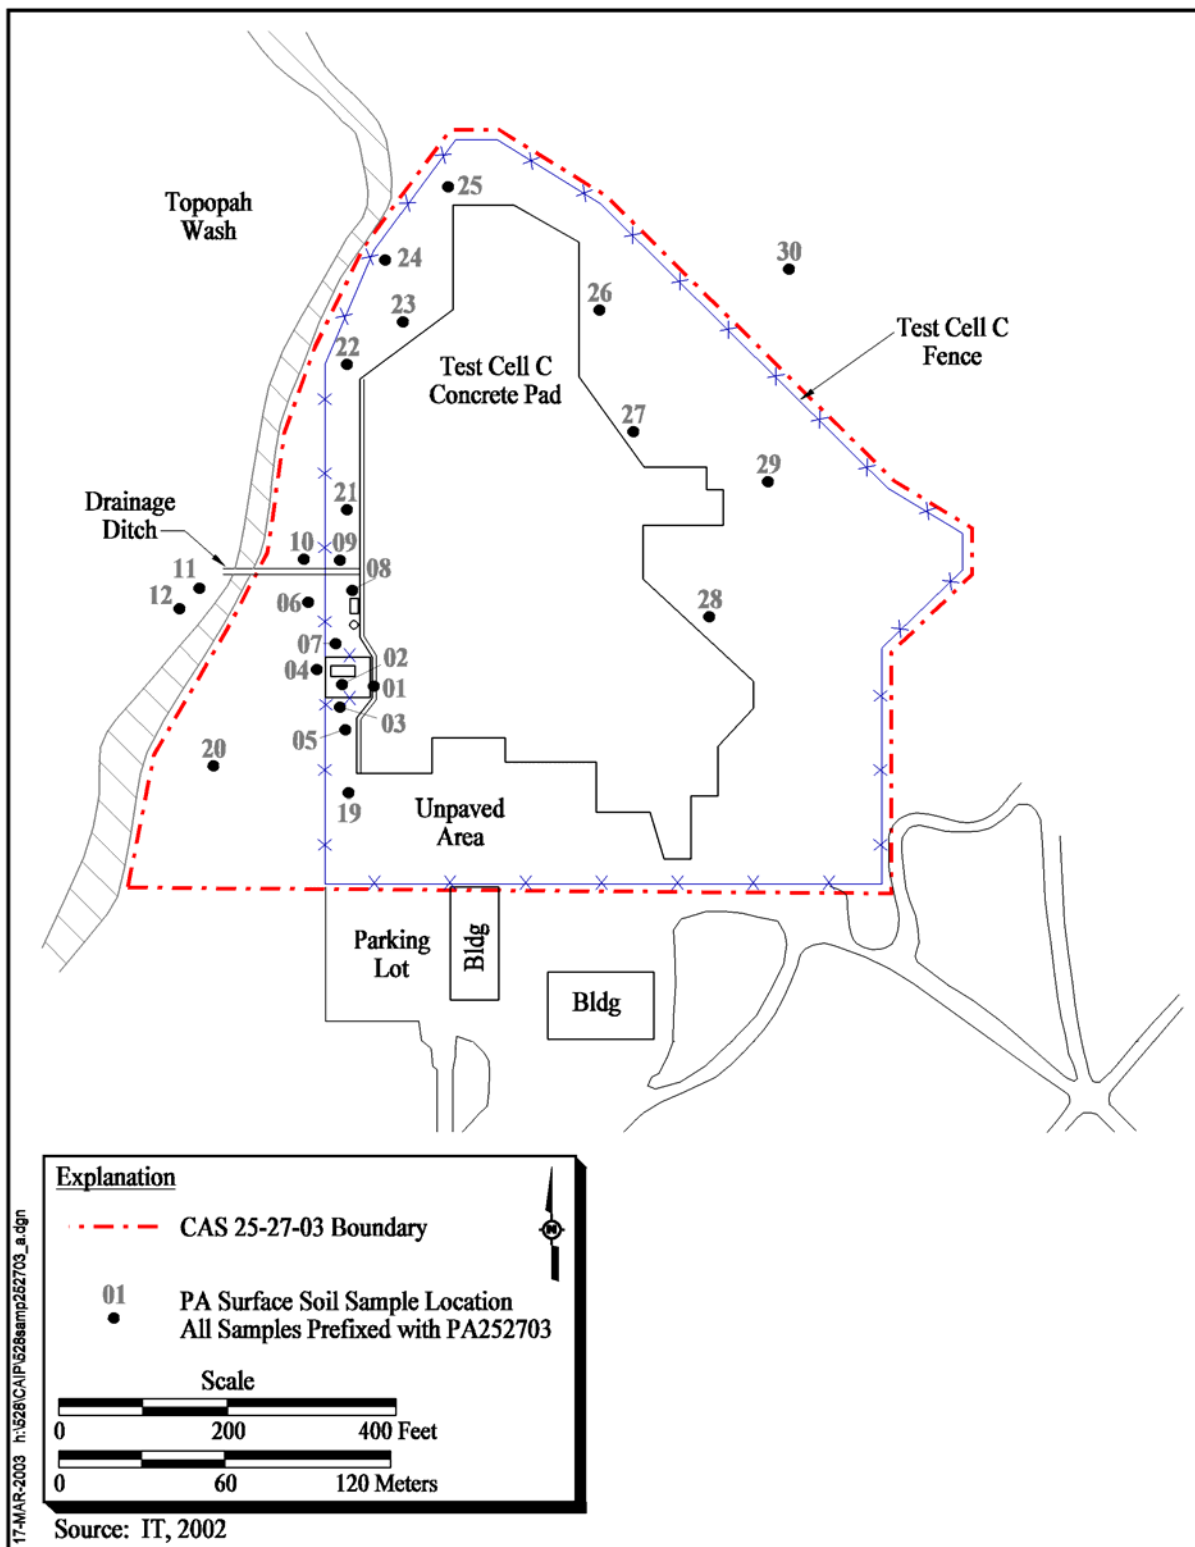 25
Topopah
Wash
24
30
23
26
Test Cell C
Fence
22
Test Cell C
Concrete Pad
27
29
21
Drainage
Ditch
10
09
11
08
12
06
28
07
04
02
01
03
05
20
19
Unpaved
Area
Parking
Lot
Bldg
Bldg
Explanation
CAS 25-27-03 Boundary
N
01
PA Surface Soil Sample Location
All Samples Prefixed with PA252703
Scale
0 200 400 Feet
0 60 120 Meters
Source: IT, 2002
17-MAR-2003 h:\528\CAIP\528samp252703_a.dgn